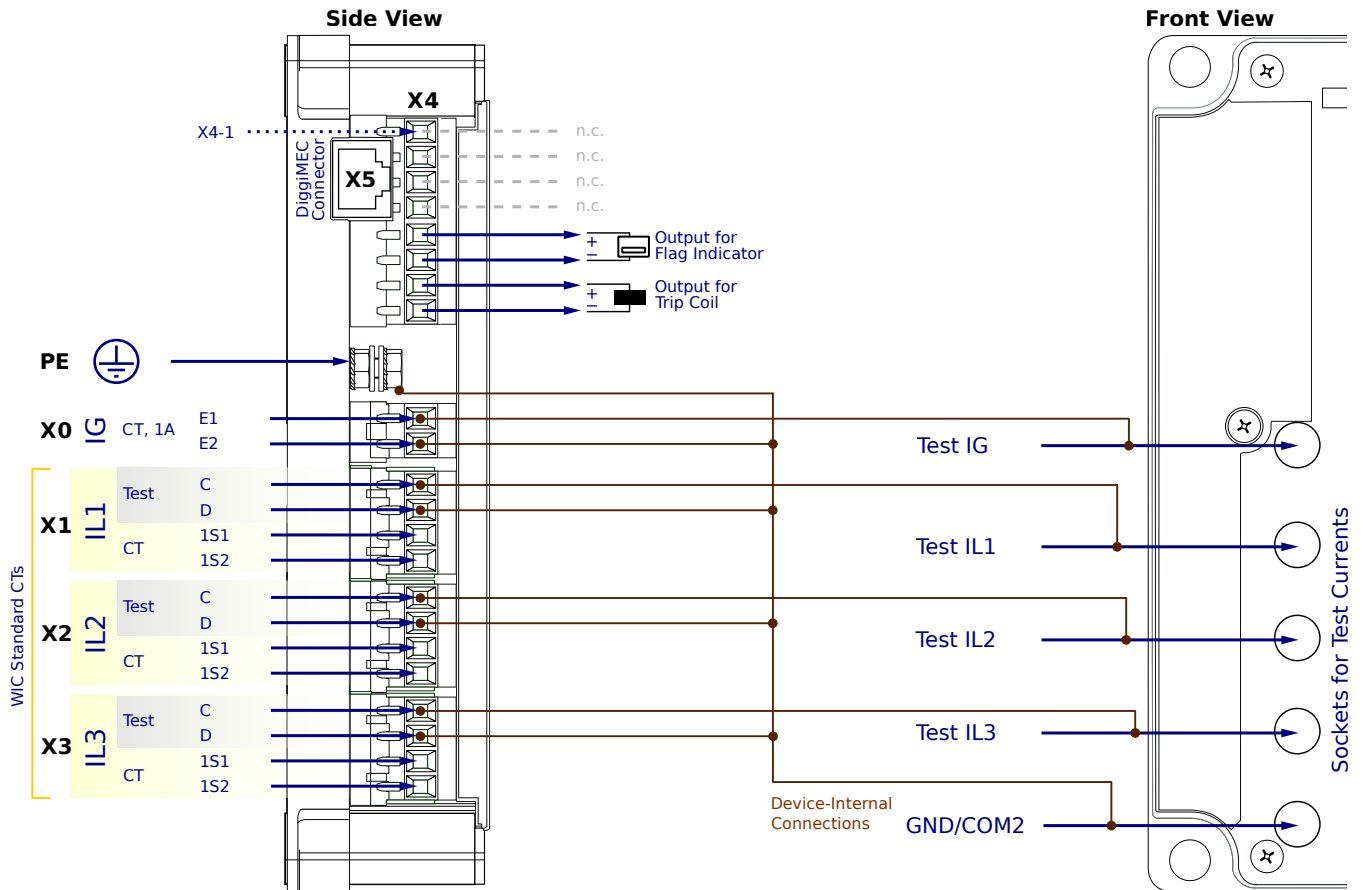 Side View
Front View
X4
X4-1
n.c.
n.c.
n.c.
n.c.
DiggiMEC
Connector
X5
+
−
Output for
Flag Indicator
+
−
Output for
Trip Coil
PE
X0
IG
CT, 1A
E1
E2
Test IG
WIC Standard CTs
X1
IL1
Test
C
D
CT
1S1
1S2
Test IL1
X2
IL2
Test
C
D
CT
1S1
1S2
Test IL2
X3
IL3
Test
C
D
CT
1S1
1S2
Test IL3
Sockets for Test Currents
Device-Internal
Connections
GND/COM2